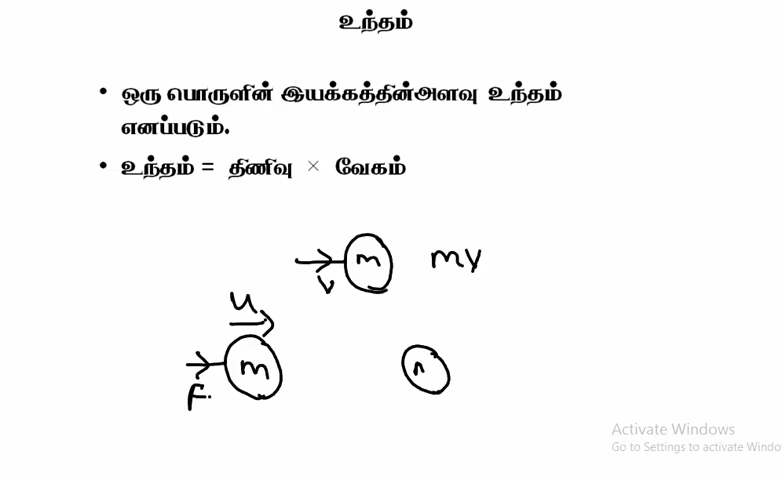 உந்தம்
• ஒரு பொருளின் இயக்கத்தின்அளவு உந்தம்
எனப்படும்.
• உந்தம் = திணிவு × வேகம்
m mv
v
u
m n
F.
Activate Windows
Go to Settings to activate Windo